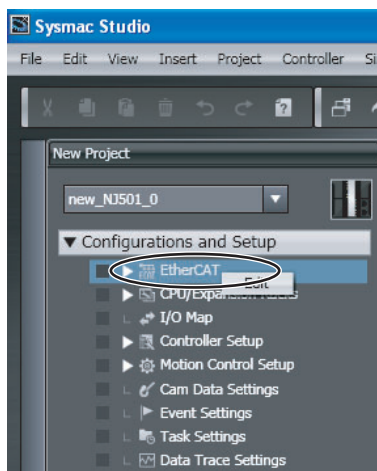 Sysmac Studio
File Edit View Insert Project Controller
New Project
new_NJ501_0
▼ Configurations and Setup
EtherCAT
Edit
I/O Map
Controller Setup
Motion Control Setup
Cam Data Settings
Event Settings
Task Settings
Data Trace Settings